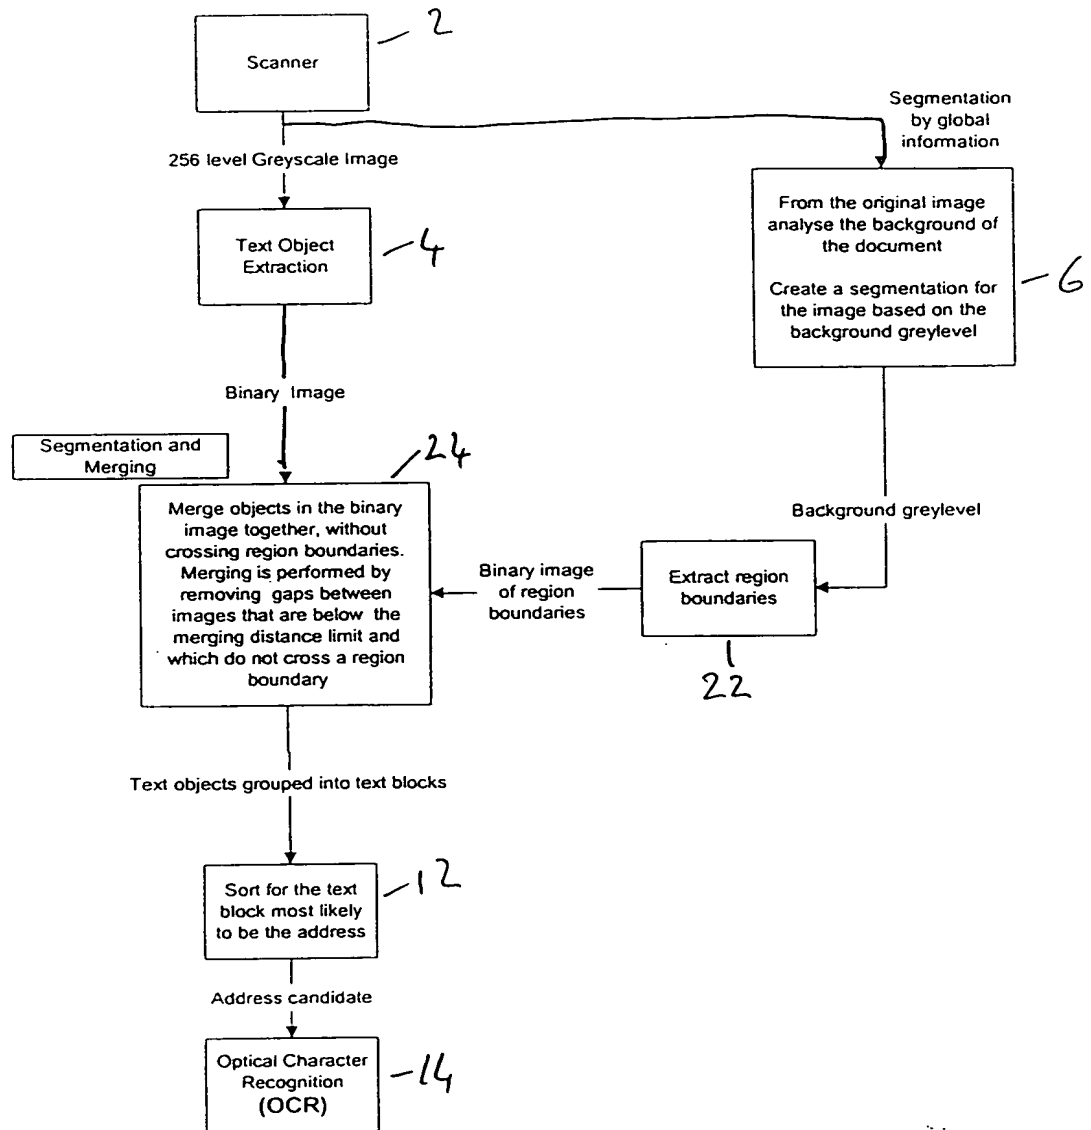 2
Scanner
Segmentation
by global
information
256 level Greyscale Image
From the original image
analyse the background of
the document
Create a segmentation for
the image based on the
background greylevel
6
Text Object
Extraction
4
Binary Image
Segmentation and
Merging
24
Merge objects in the binary
image together, without
crossing region boundaries.
Merging is performed by
removing gaps between
images that are below the
merging distance limit and
which do not cross a region
boundary
Background greylevel
Binary image
of region
boundaries
Extract region
boundaries
22
Text objects grouped into text blocks
12
Sort for the text
block most likely
to be the address
Address candidate
Optical Character
Recognition
(OCR)
14